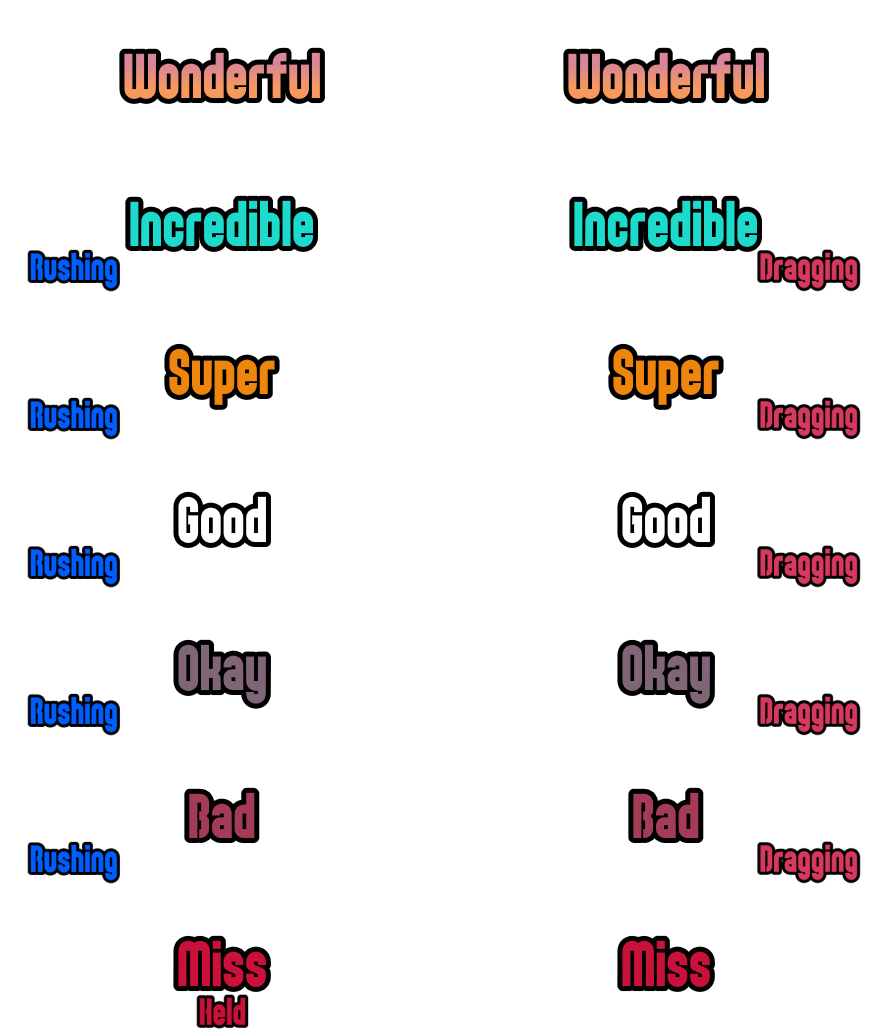 Wonderful Wonderful
Incredible Incredible
Rushing Dragging
Super Super
Rushing Dragging
Good Good
Rushing Dragging
Okay Okay
Rushing Dragging
Bad Bad
Rushing Dragging
Miss Miss
Held